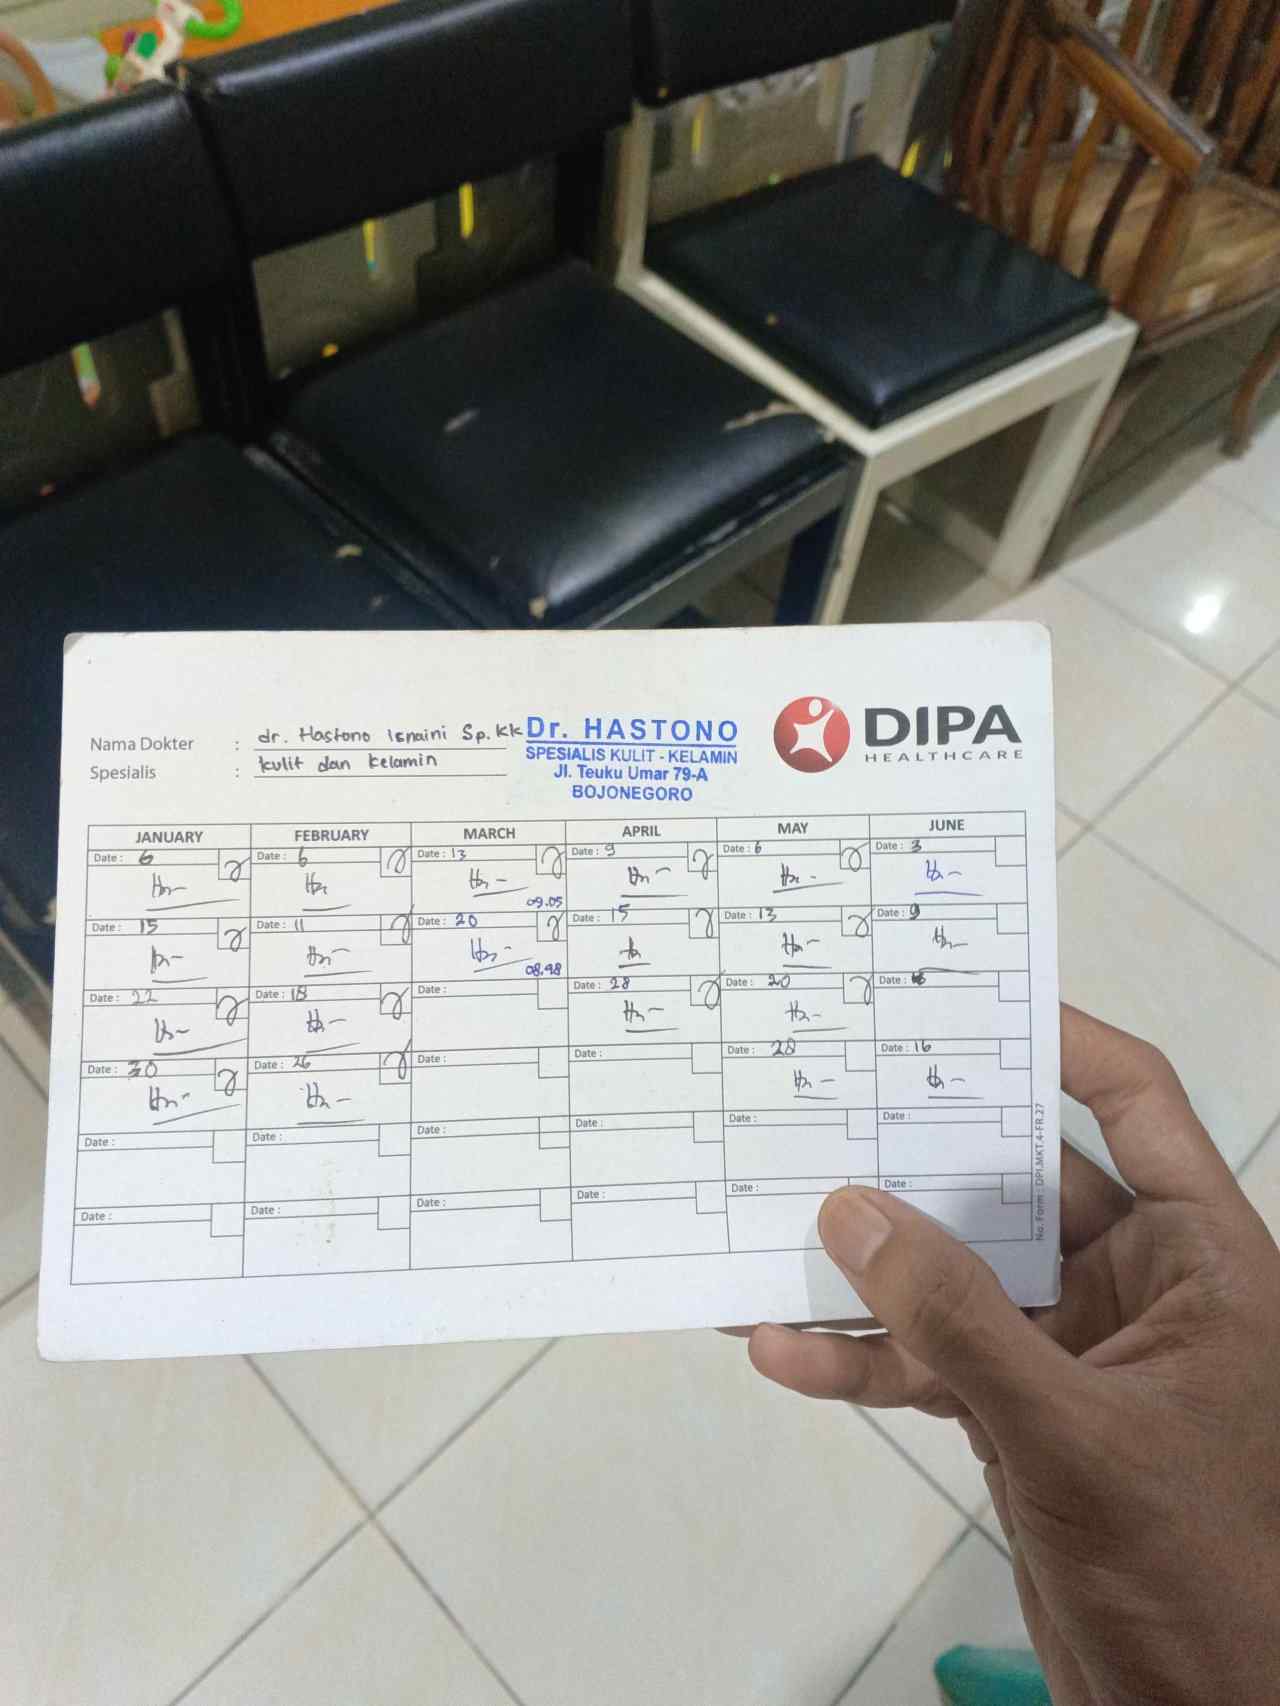 Nama Dokter : dr. Hastono Isnaini Sp.kk
Spesialis : kulit dan kelamin
Dr. HASTONO
SPESIALIS KULIT - KELAMIN
Jl. Teuku Umar 79-A
BOJONEGORO
DIPA
HEALTHCARE
JANUARY FEBRUARY MARCH APRIL MAY JUNE
Date : 6 Date : 6 Date : 13 Date : 9 Date : 6 Date : 3
09.05
Date : 15 Date : 11 Date : 20 Date : 15 Date : 13 Date : 9
08.48
Date : 22 Date : 18 Date : Date : 28 Date : 20 Date :
Date : 30 Date : 26 Date : Date : Date : 28 Date : 16
Date : Date : Date : Date : Date : Date :
Date : Date : Date : Date : Date : Date :
No. Form : DPI.MKT.4-FR.27